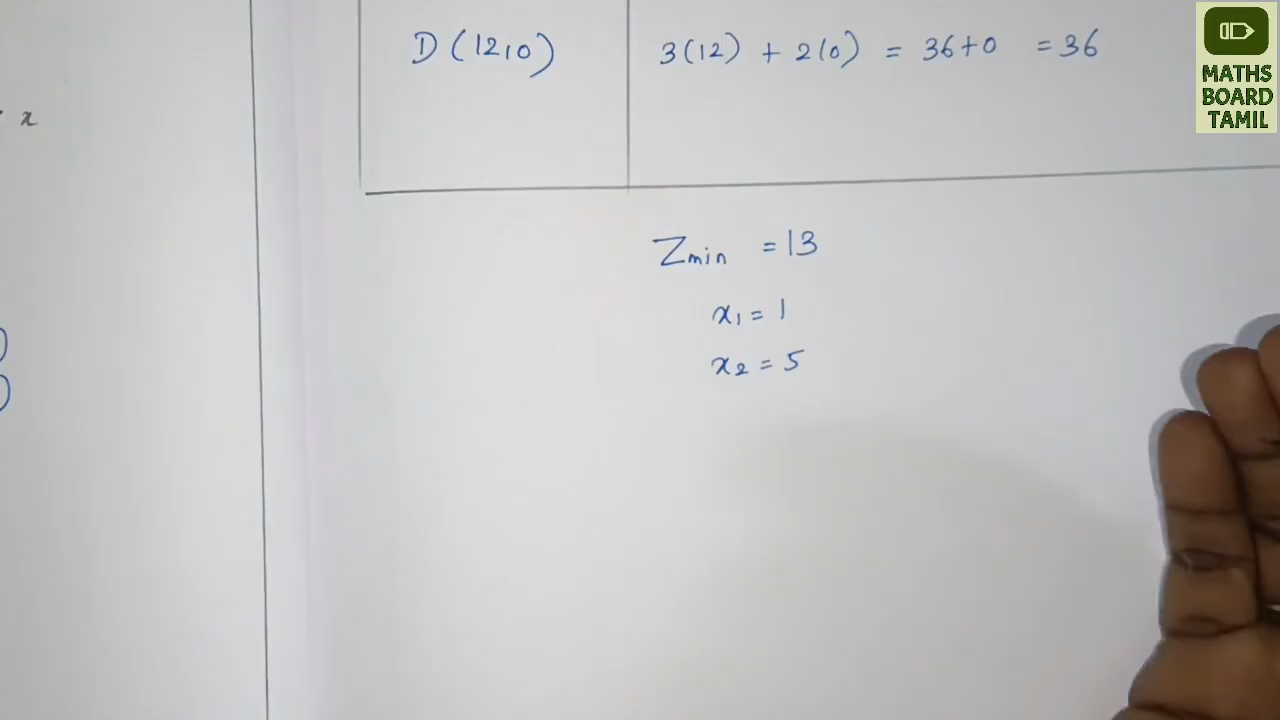 D (12,0) 3(12) + 2(0) = 36+0 = 36
MATHS
BOARD
TAMIL
x
Zmin = 13
x1 = 1
x2 = 5